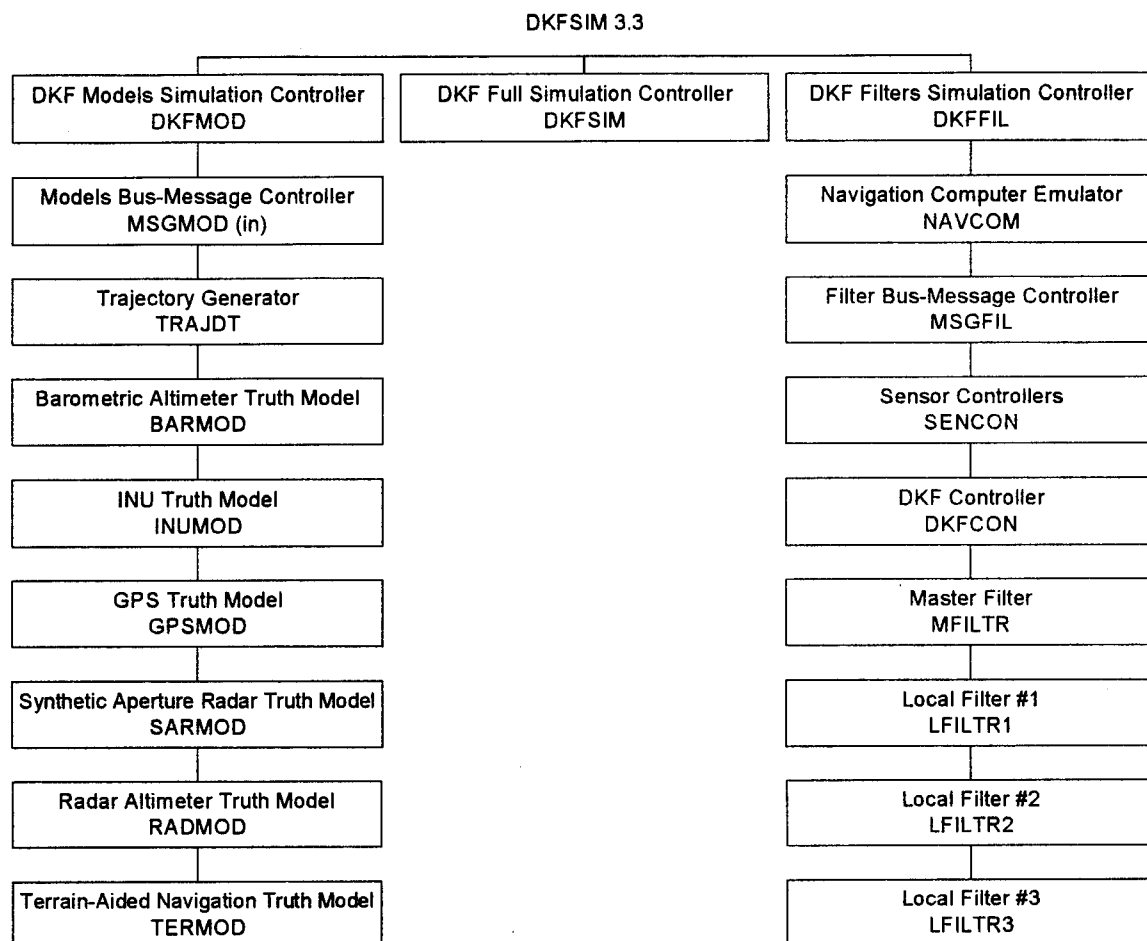 DKFSIM 3.3
DKF Models Simulation Controller
DKFMOD
DKF Full Simulation Controller
DKFSIM
DKF Filters Simulation Controller
DKFFIL
Models Bus-Message Controller
MSGMOD (in)
Navigation Computer Emulator
NAVCOM
Trajectory Generator
TRAJDT
Filter Bus-Message Controller
MSGFIL
Barometric Altimeter Truth Model
BARMOD
Sensor Controllers
SENCON
INU Truth Model
INUMOD
DKF Controller
DKFCON
GPS Truth Model
GPSMOD
Master Filter
MFILTR
Synthetic Aperture Radar Truth Model
SARMOD
Local Filter #1
LFILTR1
Radar Altimeter Truth Model
RADMOD
Local Filter #2
LFILTR2
Terrain-Aided Navigation Truth Model
TERMOD
Local Filter #3
LFILTR3